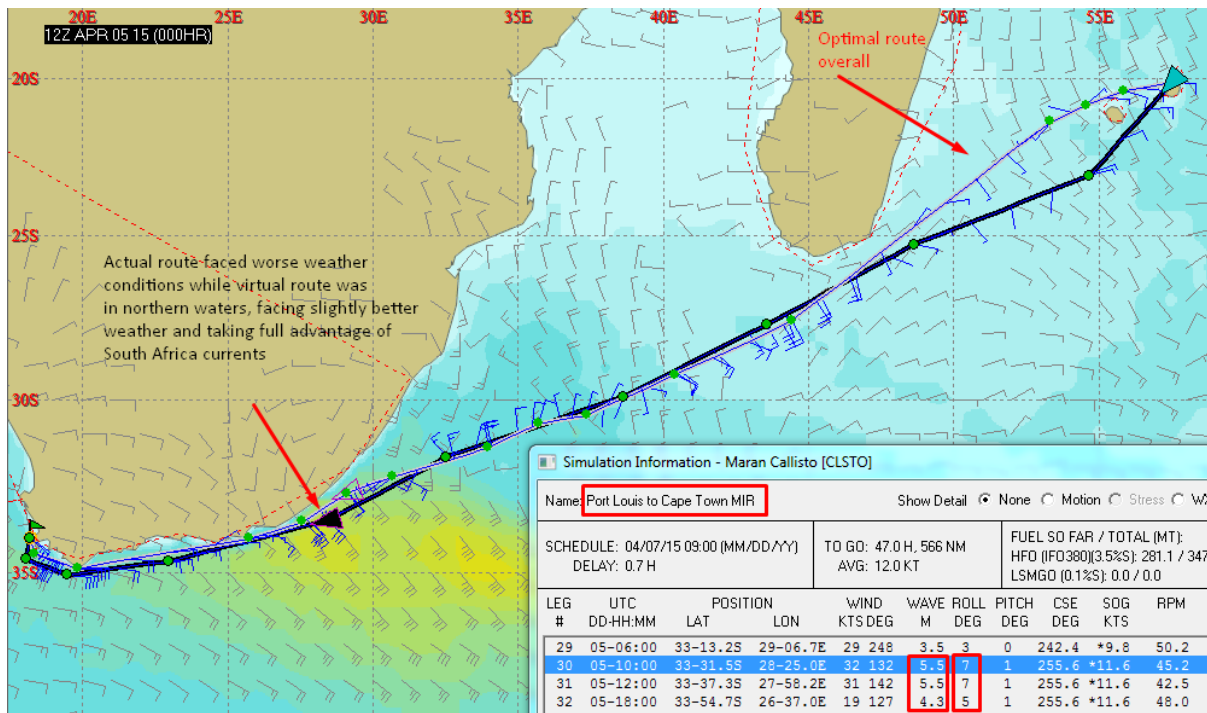 20E 25E 30E 35E 40E 45E 50E 55E
12Z APR 05 15 (000HR)
Optimal route
overall
20S
25S
Actual route faced worse weather
conditions while virtual route was
in northern waters, facing slightly better
weather and taking full advantage of
South Africa currents
30S
35S
Simulation Information - Maran Callisto [CLSTO]
Name: Port Louis to Cape Town MIR Show Detail None Motion Stress WX
SCHEDULE: 04/07/15 09:00 (MM/DD/YY)
DELAY: 0.7 H
TO GO: 47.0 H, 566 NM
AVG: 12.0 KT
FUEL SO FAR / TOTAL (MT):
HFO (IFO380)(3.5%S): 281.1 / 347
LSMGO (0.1%S): 0.0 / 0.0
LEG UTC POSITION WIND WAVE ROLL PITCH CSE SOG RPM
# DD-HH:MM LAT LON KTS DEG M DEG DEG DEG KTS
29 05-06:00 33-13.2S 29-06.7E 29 248 3.5 3 0 242.4 *9.8 50.2
30 05-10:00 33-31.5S 28-25.0E 32 132 5.5 7 1 255.6 *11.6 45.2
31 05-12:00 33-37.3S 27-58.2E 31 142 5.5 7 1 255.6 *11.6 42.5
32 05-18:00 33-54.7S 26-37.0E 19 127 4.3 5 1 255.6 *11.6 48.0